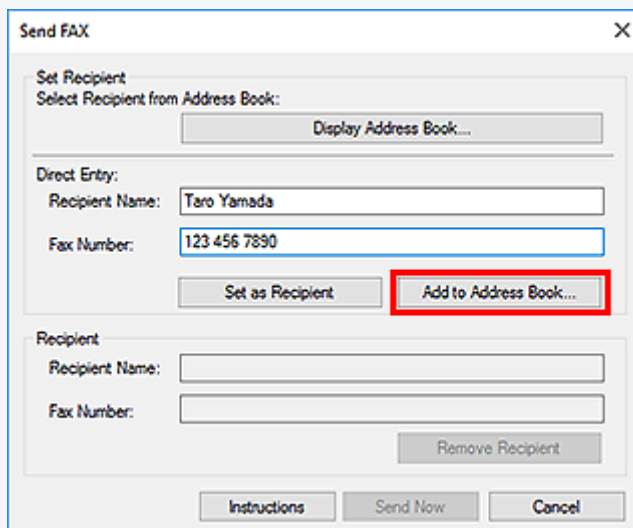 Send FAX
Set Recipient
Select Recipient from Address Book:
Display Address Book...
Direct Entry:
Recipient Name: Taro Yamada
Fax Number: 123 456 7890
Set as Recipient Add to Address Book...
Recipient
Recipient Name:
Fax Number:
Remove Recipient
Instructions Send Now Cancel